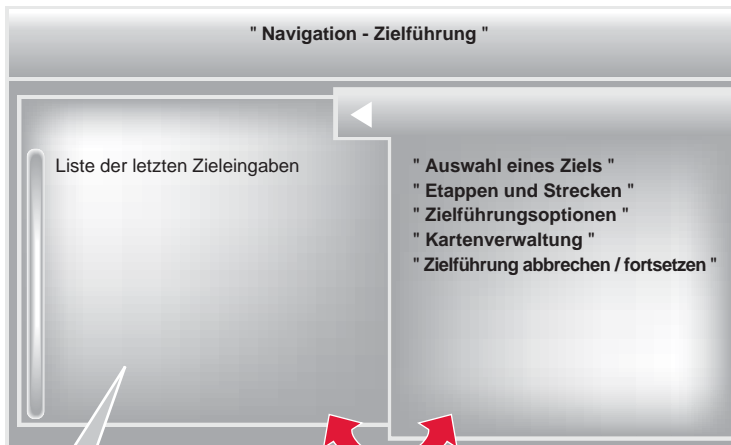 " Navigation - Zielführung "
Liste der letzten Zieleingaben
" Auswahl eines Ziels "
" Etappen und Strecken "
" Zielführungsoptionen "
" Kartenverwaltung "
" Zielführung abbrechen / fortsetzen "